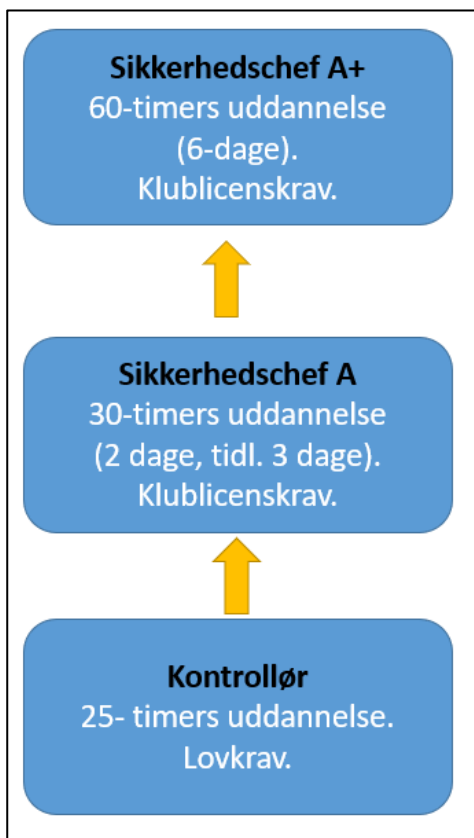 Sikkerhedschef A+
60-timers uddannelse
(6-dage).
Klublicenskrav.
Sikkerhedschef A
30-timers uddannelse
(2 dage, tidl. 3 dage).
Klublicenskrav.
Kontrollør
25- timers uddannelse.
Lovkrav.